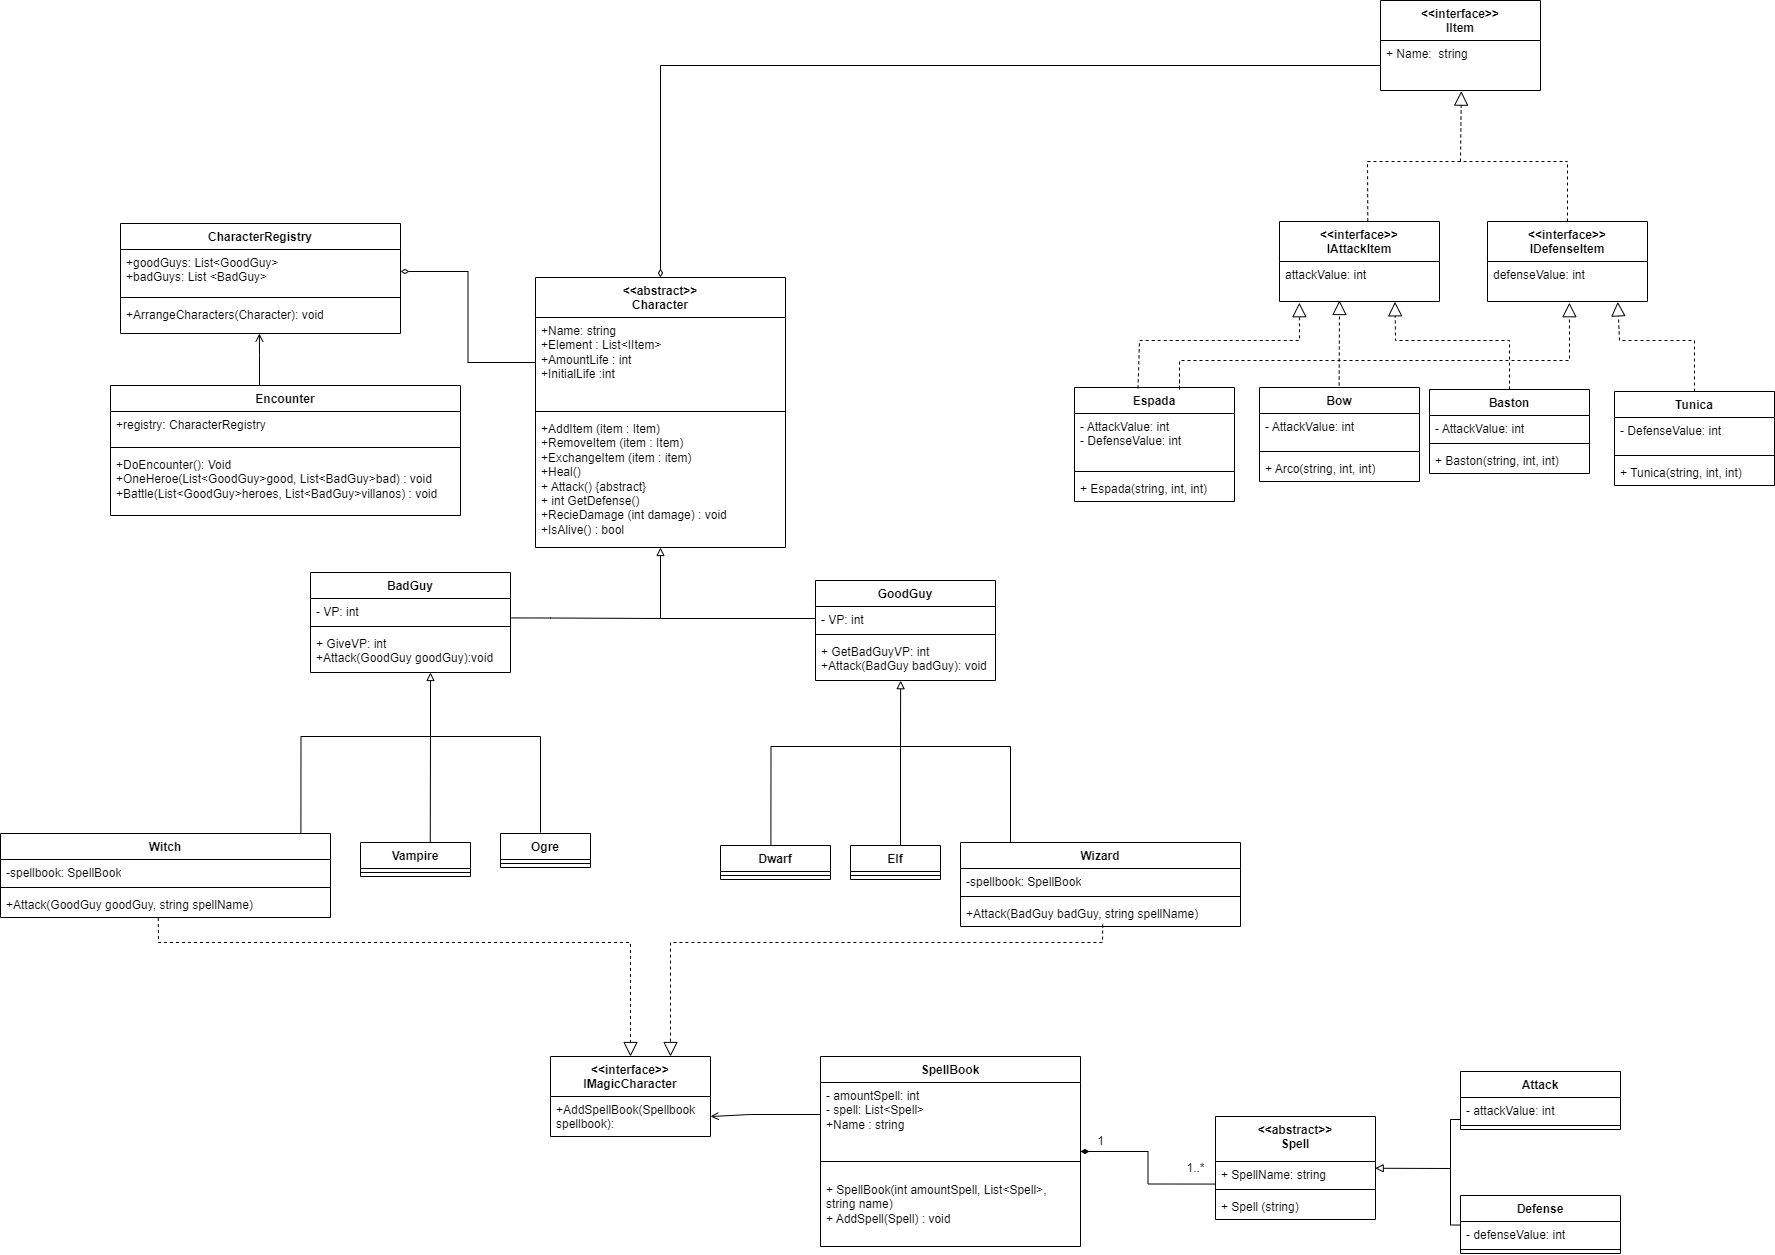 <<interface>>
IItem
+ Name:  string
<<interface>>
IAttackItem
attackValue: int
<<interface>>
IDefenseItem
defenseValue: int
CharacterRegistry
+goodGuys: List<GoodGuy>
+badGuys: List <BadGuy>
+ArrangeCharacters(Character): void
<<abstract>>
Character
+Name: string
+Element : List<IItem>
+AmountLife : int
+InitialLife :int
+AddItem (item : Item)
+RemoveItem (item : Item)
+ExchangeItem (item : item)
+Heal()
+ Attack() {abstract}
+ int GetDefense()
+RecieDamage (int damage) : void
+IsAlive() : bool
Encounter
+registry: CharacterRegistry
+DoEncounter(): Void
+OneHeroe(List<GoodGuy>good, List<BadGuy>bad) : void
+Battle(List<GoodGuy>heroes, List<BadGuy>villanos) : void
Espada
- AttackValue: int
- DefenseValue: int
+ Espada(string, int, int)
Bow
- AttackValue: int
+ Arco(string, int, int)
Baston
- AttackValue: int
+ Baston(string, int, int)
Tunica
- DefenseValue: int
+ Tunica(string, int, int)
BadGuy
- VP: int
+ GiveVP: int
+Attack(GoodGuy goodGuy):void
GoodGuy
- VP: int
+ GetBadGuyVP: int
+Attack(BadGuy badGuy): void
Witch
-spellbook: SpellBook
+Attack(GoodGuy goodGuy, string spellName)
Vampire
Ogre
Dwarf
Elf
Wizard
-spellbook: SpellBook
+Attack(BadGuy badGuy, string spellName)
<<interface>>
IMagicCharacter
+AddSpellBook(Spellbook
spellbook):
SpellBook
- amountSpell: int
- spell: List<Spell>
+Name : string
+ SpellBook(int amountSpell, List<Spell>,
string name)
+ AddSpell(Spell) : void
1
1..*
<<abstract>>
Spell
+ SpellName: string
+ Spell (string)
Attack
- attackValue: int
Defense
- defenseValue: int